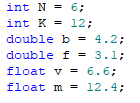 int N = 6;
int K = 12;
double b = 4.2;
double f = 3.1;
float v = 6.6;
float m = 12.4;